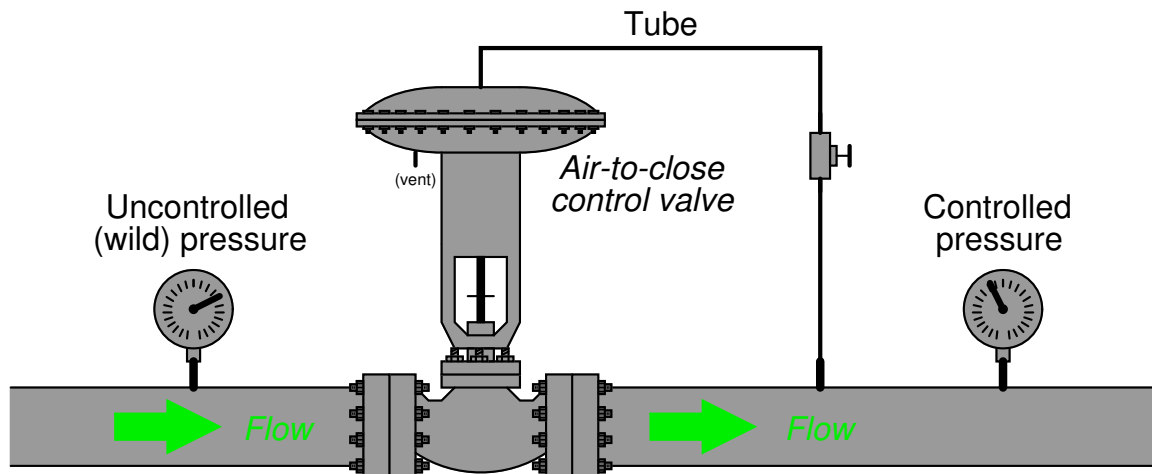 Tube
(vent)
Air-to-close
control valve
Uncontrolled
(wild) pressure
Controlled
pressure
Flow
Flow